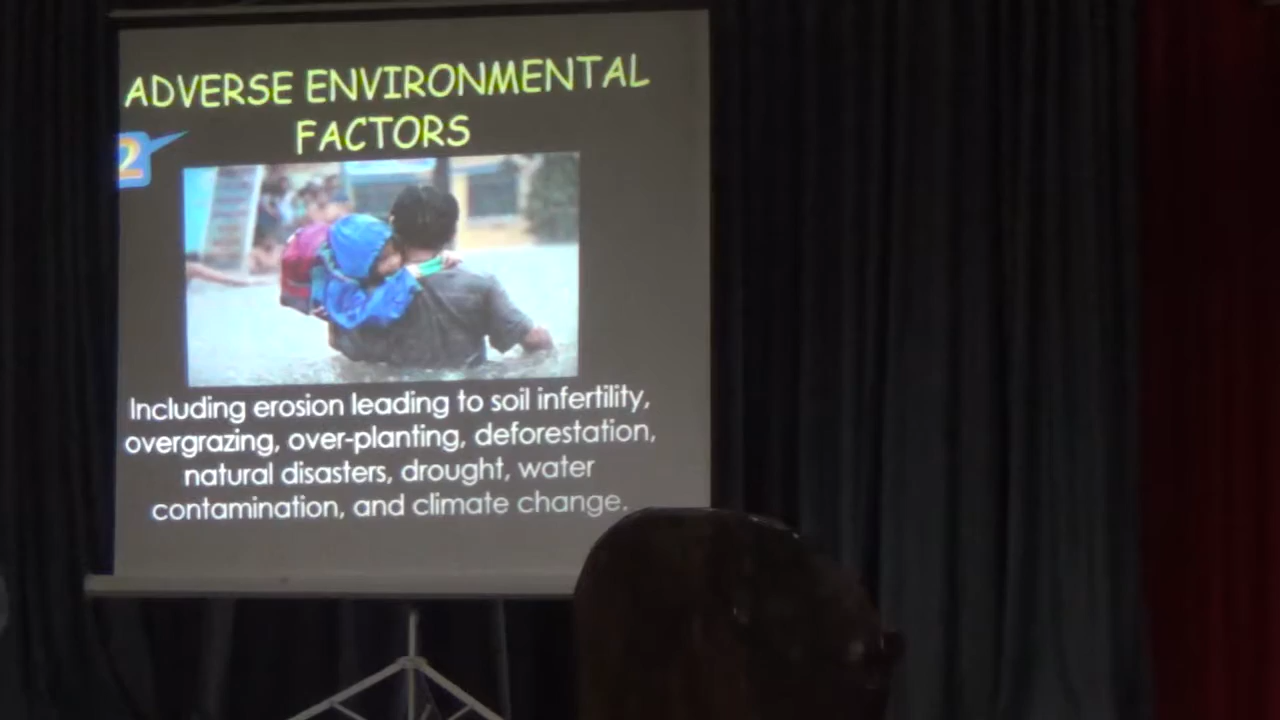 ADVERSE ENVIRONMENTAL
FACTORS
2
Including erosion leading to soil infertility,
overgrazing, over-planting, deforestation,
natural disasters, drought, water
contamination, and climate change.